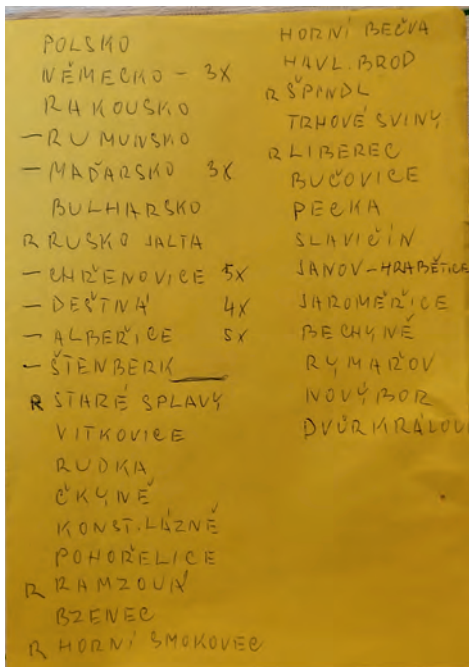 POLSKO
NĚMECKO - 3X
RAKOUSKO
- RUMUNSKO
- MAĎARSKO 3X
BULHARSKO
R RUSKO JALTA
- CHŘENOVICE 5X
- DEŠTNÁ 4X
- ALBEŘICE 5X
- ŠTENBERK
R STARÉ SPLAVY
VITKOVICE
RUDKA
ČKYNĚ
KONST. LÁZNĚ
POHOŘELICE
R RAMZOVÁ
BZENEC
R HORNÍ SMOKOVEC
HORNÍ BEČVA
HAVL. BROD
R ŠPINDL
TRHOVÉ SVINY
R LIBEREC
BUČOVICE
PECKA
SLAVIČÍN
JANOV-HRABĚTICE
JAROMĚŘICE
BECHYNĚ
RÝMAŘOV
NOVÝ BOR
DVŮR KRÁLOV